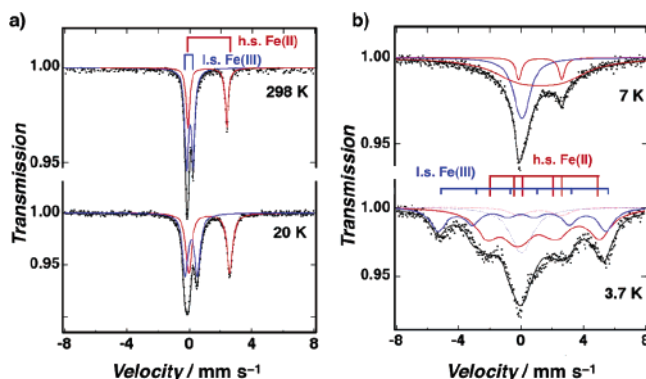 a)
h.s. Fe(II)
l.s. Fe(III)
1.00
298 K
0.95
1.00
20 K
0.95
Transmission
-8 -4 0 4 8
Velocity / mm s⁻¹
b)
1.00
0.95
7 K
h.s. Fe(II)
l.s. Fe(III)
1.00
0.95
3.7 K
Transmission
-8 -4 0 4 8
Velocity / mm s⁻¹